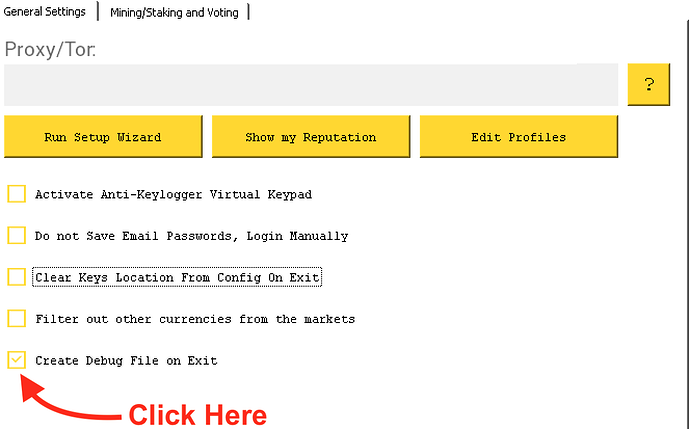 General Settings
Mining/Staking and Voting
Proxy/Tor:
?
Run Setup Wizard
Show my Reputation
Edit Profiles
Activate Anti-Keylogger Virtual Keypad
Do not Save Email Passwords, Login Manually
Clear Keys Location From Config On Exit
Filter out other currencies from the markets
Create Debug File on Exit
Click Here